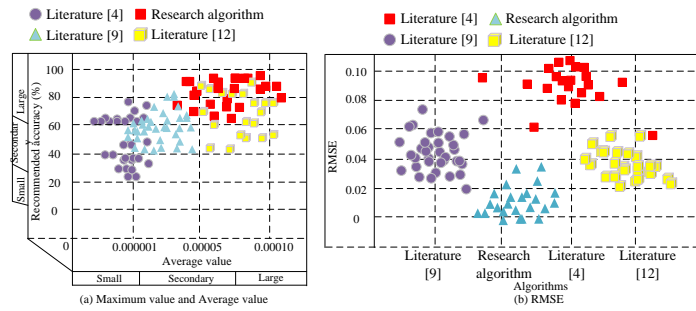 Literature [4]
Research algorithm
Literature [9]
Literature [12]
Large
Secondary
Small
Recommended accuracy (%)
100
80
60
40
20
0
0
0.000001
0.00005
0.00010
Average value
Small
Secondary
Large
(a) Maximum value and Average value
Literature [4]
Research algorithm
Literature [9]
Literature [12]
RMSE
0.10
0.08
0.06
0.04
0.02
0
Literature
[9]
Research
algorithm
Literature
[4]
Literature
[12]
Algorithms
(b) RMSE